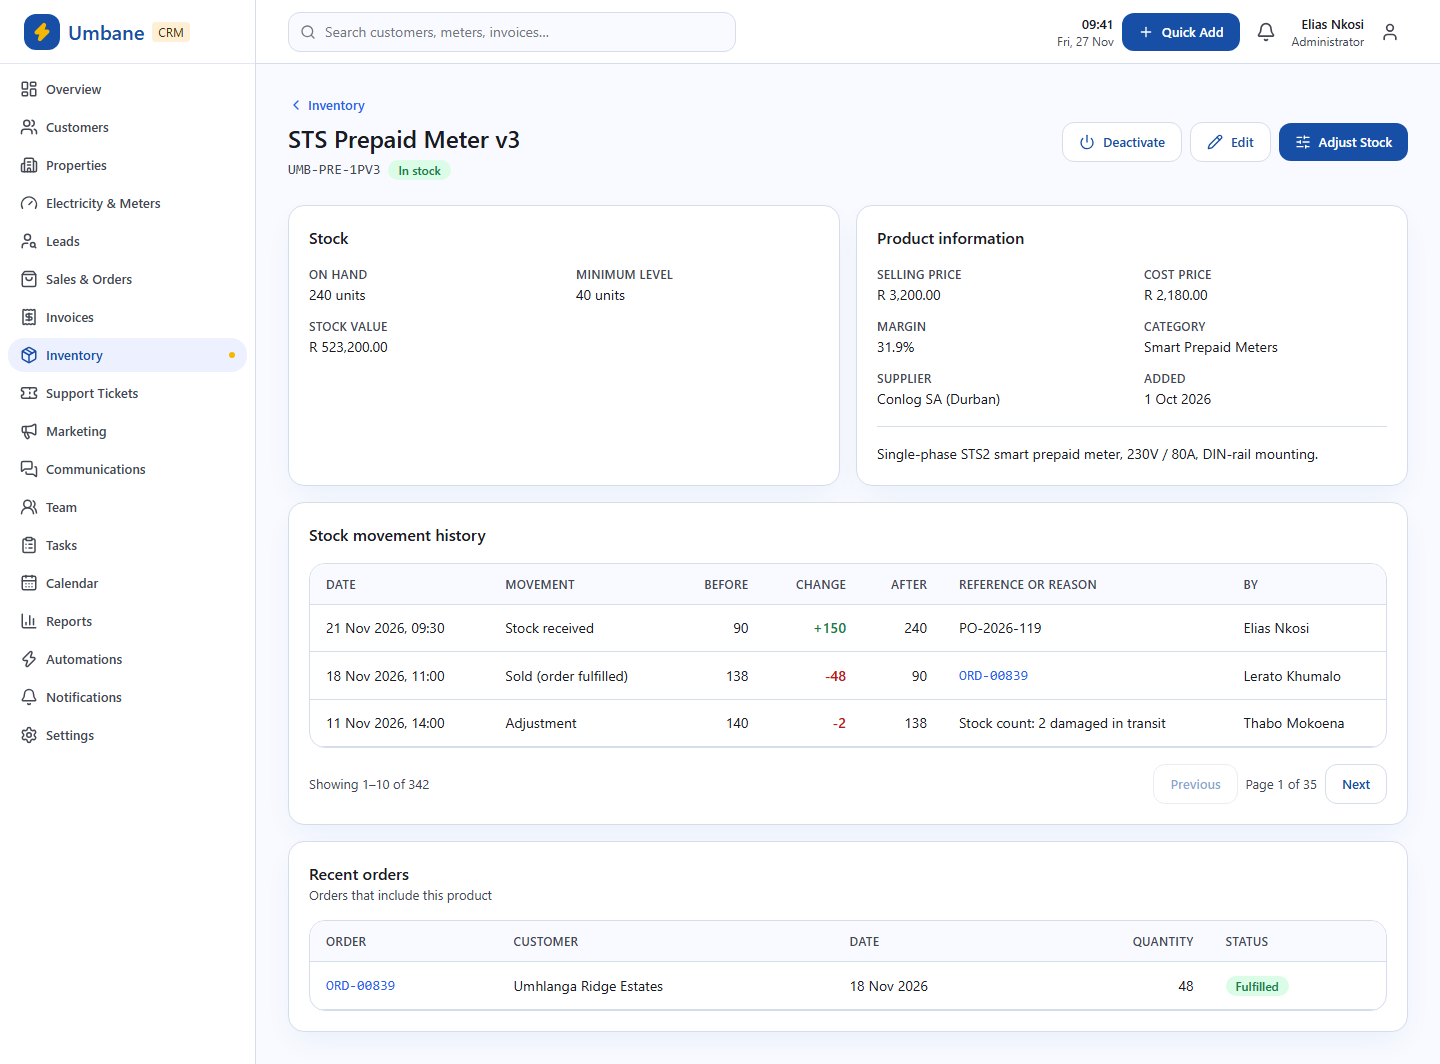 Umbane CRM
Search customers, meters, invoices...
09:41
Fri, 27 Nov
Quick Add
Elias Nkosi
Administrator
Overview
Customers
Properties
Electricity & Meters
Leads
Sales & Orders
Invoices
Inventory
Support Tickets
Marketing
Communications
Team
Tasks
Calendar
Reports
Automations
Notifications
Settings
Inventory
STS Prepaid Meter v3
UMB-PRE-1PV3 In stock
Deactivate
Edit
Adjust Stock
Stock
ON HAND
240 units
MINIMUM LEVEL
40 units
STOCK VALUE
R 523,200.00
Product information
SELLING PRICE
R 3,200.00
COST PRICE
R 2,180.00
MARGIN
31.9%
CATEGORY
Smart Prepaid Meters
SUPPLIER
Conlog SA (Durban)
ADDED
1 Oct 2026
Single-phase STS2 smart prepaid meter, 230V / 80A, DIN-rail mounting.
Stock movement history
DATE MOVEMENT BEFORE CHANGE AFTER REFERENCE OR REASON BY
21 Nov 2026, 09:30 Stock received 90 +150 240 PO-2026-119 Elias Nkosi
18 Nov 2026, 11:00 Sold (order fulfilled) 138 -48 90 ORD-00839 Lerato Khumalo
11 Nov 2026, 14:00 Adjustment 140 -2 138 Stock count: 2 damaged in transit Thabo Mokoena
Showing 1–10 of 342
Previous Page 1 of 35 Next
Recent orders
Orders that include this product
ORDER CUSTOMER DATE QUANTITY STATUS
ORD-00839 Umhlanga Ridge Estates 18 Nov 2026 48 Fulfilled